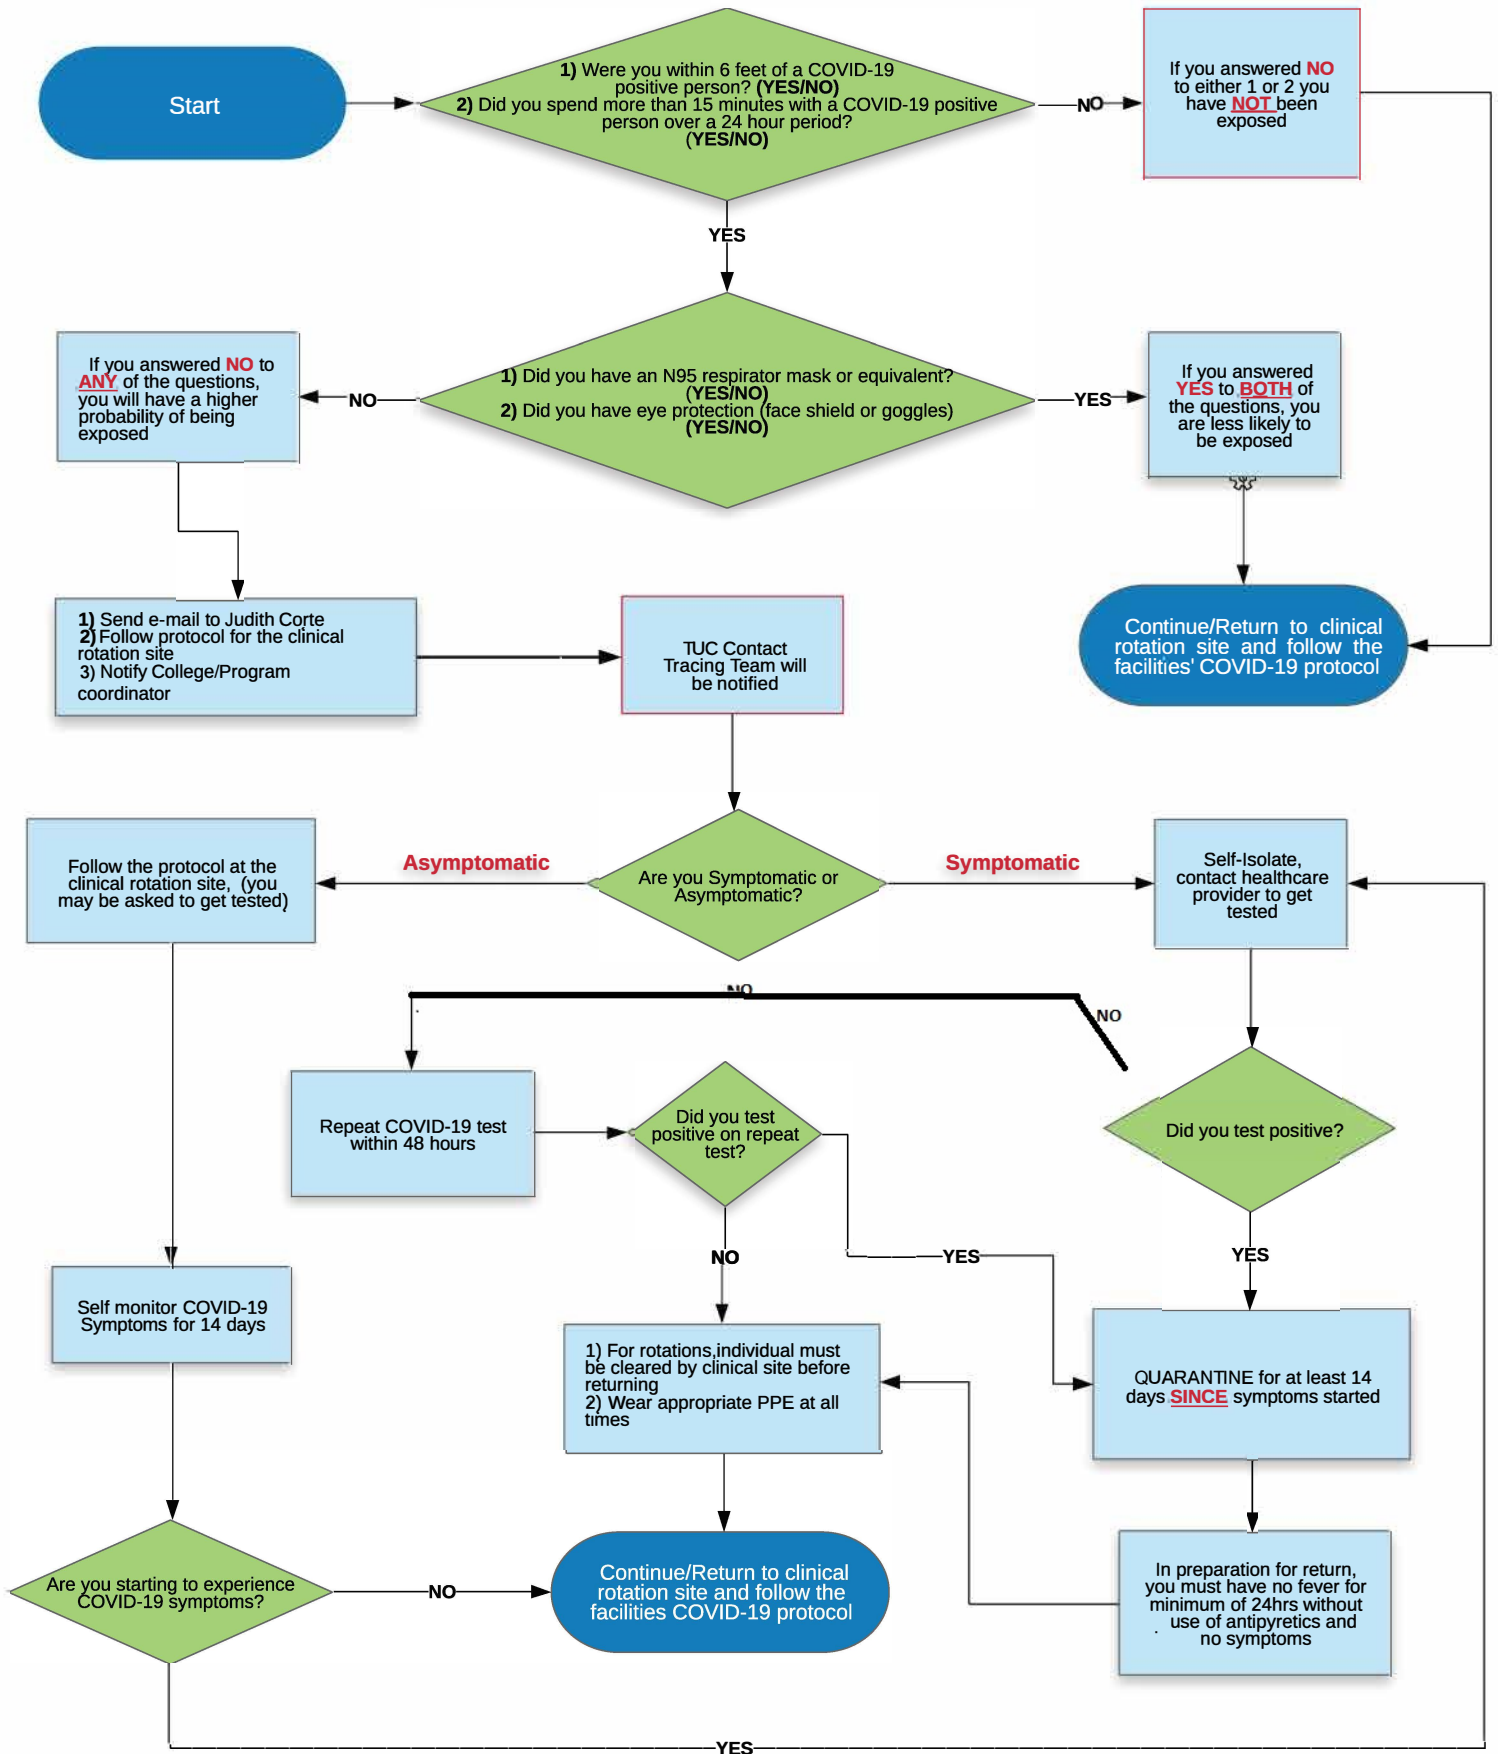 Start
1) Were you within 6 feet of a COVID-19
positive person? (YES/NO)
2) Did you spend more than 15 minutes with a COVID-19 positive
person over a 24 hour period?
(YES/NO)
NO
If you answered NO
to either 1 or 2 you
have NOT been
exposed
YES
If you answered NO to
ANY of the questions,
you will have a higher
probability of being
exposed
NO
1) Did you have an N95 respirator mask or equivalent?
(YES/NO)
2) Did you have eye protection (face shield or goggles)
(YES/NO)
YES
If you answered
YES to BOTH of
the questions, you
are less likely to
be exposed
1) Send e-mail to Judith Corte
2) Follow protocol for the clinical
rotation site
3) Notify College/Program
coordinator
TUC Contact
Tracing Team will
be notified
Continue/Return to clinical
rotation site and follow the
facilities' COVID-19 protocol
Follow the protocol at the
clinical rotation site, (you
may be asked to get tested)
Asymptomatic
Are you Symptomatic or
Asymptomatic?
Symptomatic
Self-Isolate,
contact healthcare
provider to get
tested
NO
NO
Repeat COVID-19 test
within 48 hours
Did you test
positive on repeat
test?
Did you test positive?
NO
YES
YES
Self monitor COVID-19
Symptoms for 14 days
1) For rotations,individual must
be cleared by clinical site before
returning
2) Wear appropriate PPE at all
times
QUARANTINE for at least 14
days SINCE symptoms started
Are you starting to experience
COVID-19 symptoms?
NO
Continue/Return to clinical
rotation site and follow the
facilities COVID-19 protocol
In preparation for return,
you must have no fever for
minimum of 24hrs without
use of antipyretics and
no symptoms
YES